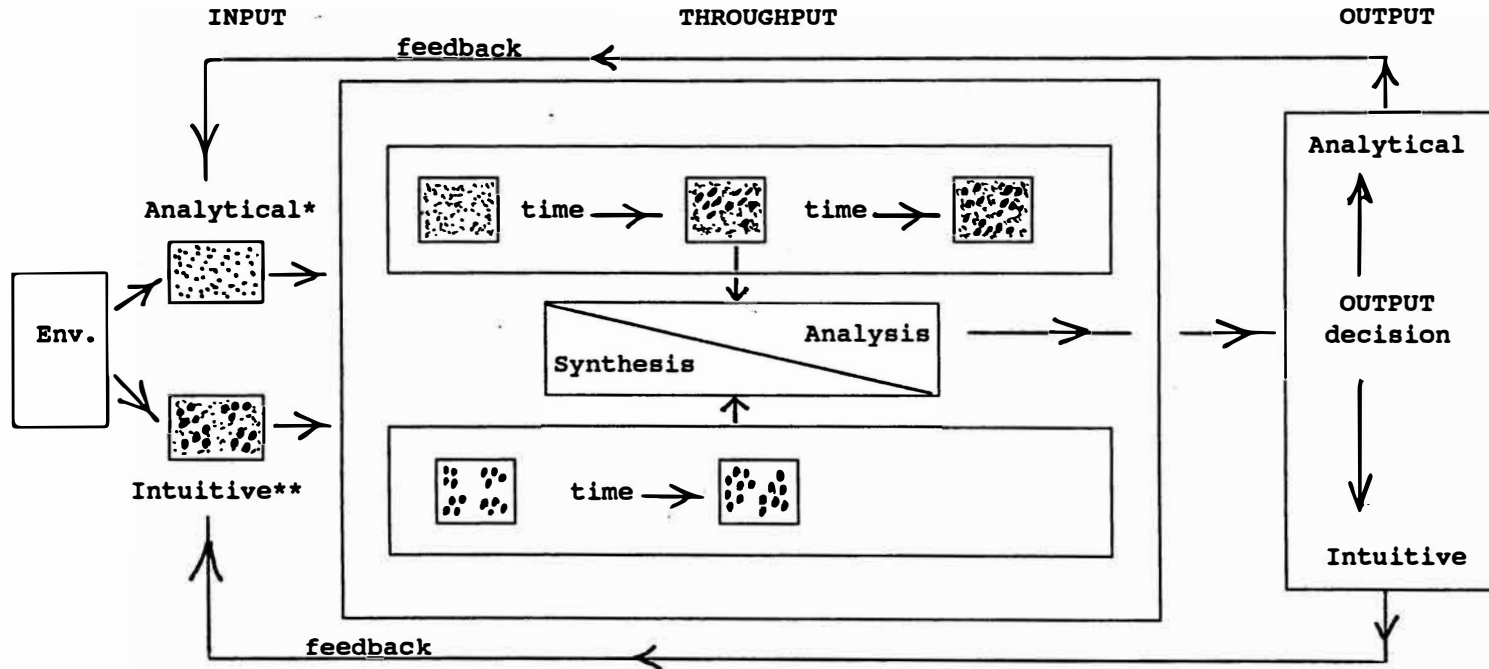 INPUT
THROUGHPUT
OUTPUT
feedback
Analytical*
time
time
Analytical
Env.
Analysis
Synthesis
OUTPUT
decision
Intuitive**
time
Intuitive
feedback